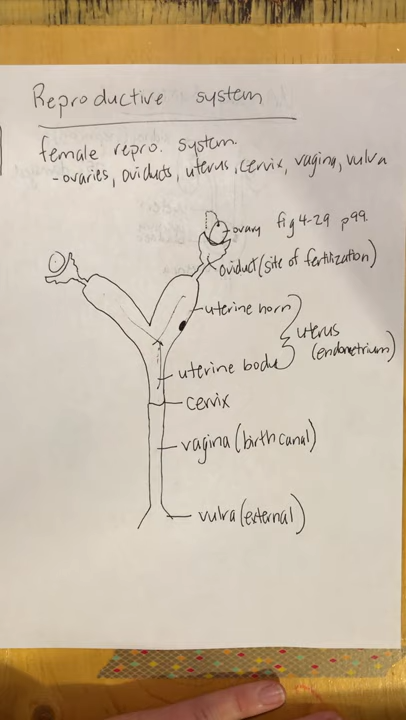 Reproductive system
female repro. system.
- ovaries, oviducts, uterus, cervix, vagina, vulva
ovary fig 4-29 p99.
oviduct (site of fertilization)
uterine horn
uterus
(endometrium)
uterine body
cervix
vagina (birth canal)
vulva (external)